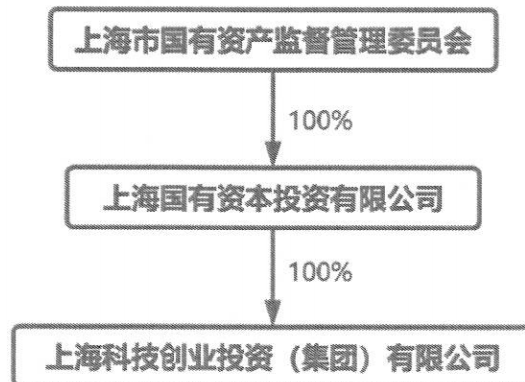 上海市国有资产监督管理委员会
100%
上海国有资本投资有限公司
100%
上海科技创业投资（集团）有限公司